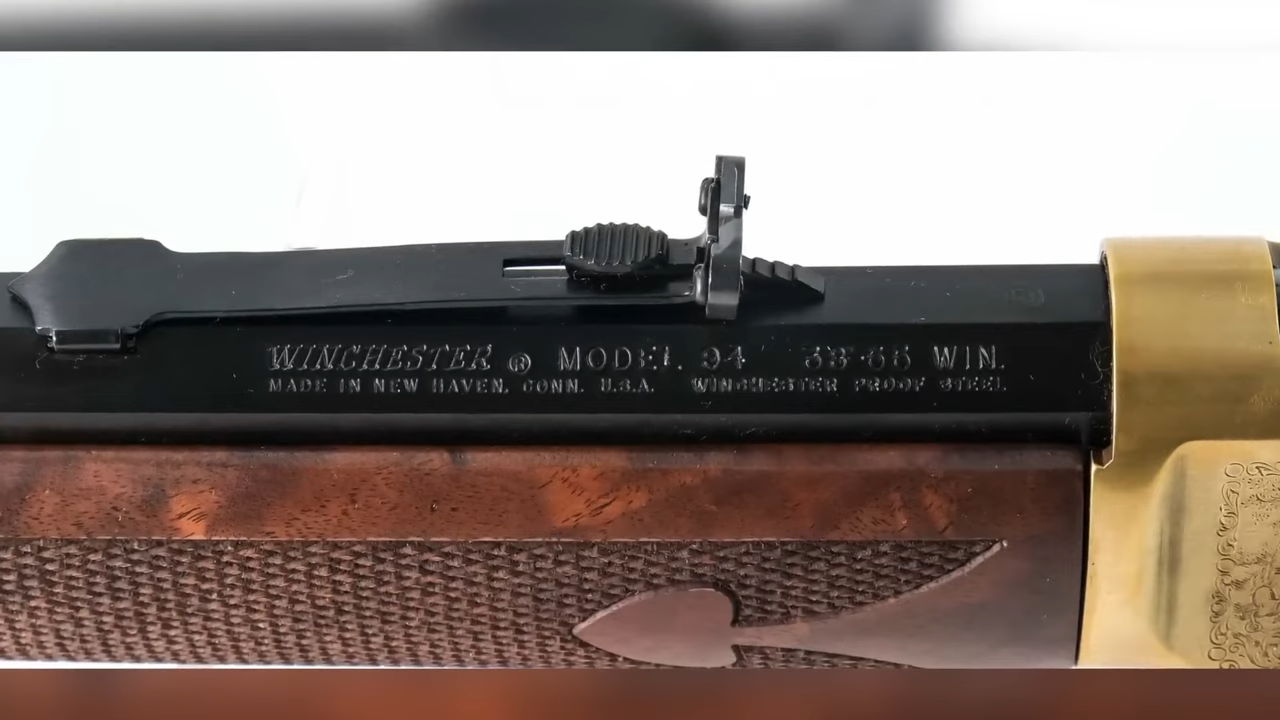 WINCHESTER ® MODEL 94 38-55 WIN.
MADE IN NEW HAVEN, CONN. U.S.A. WINCHESTER PROOF STEEL.